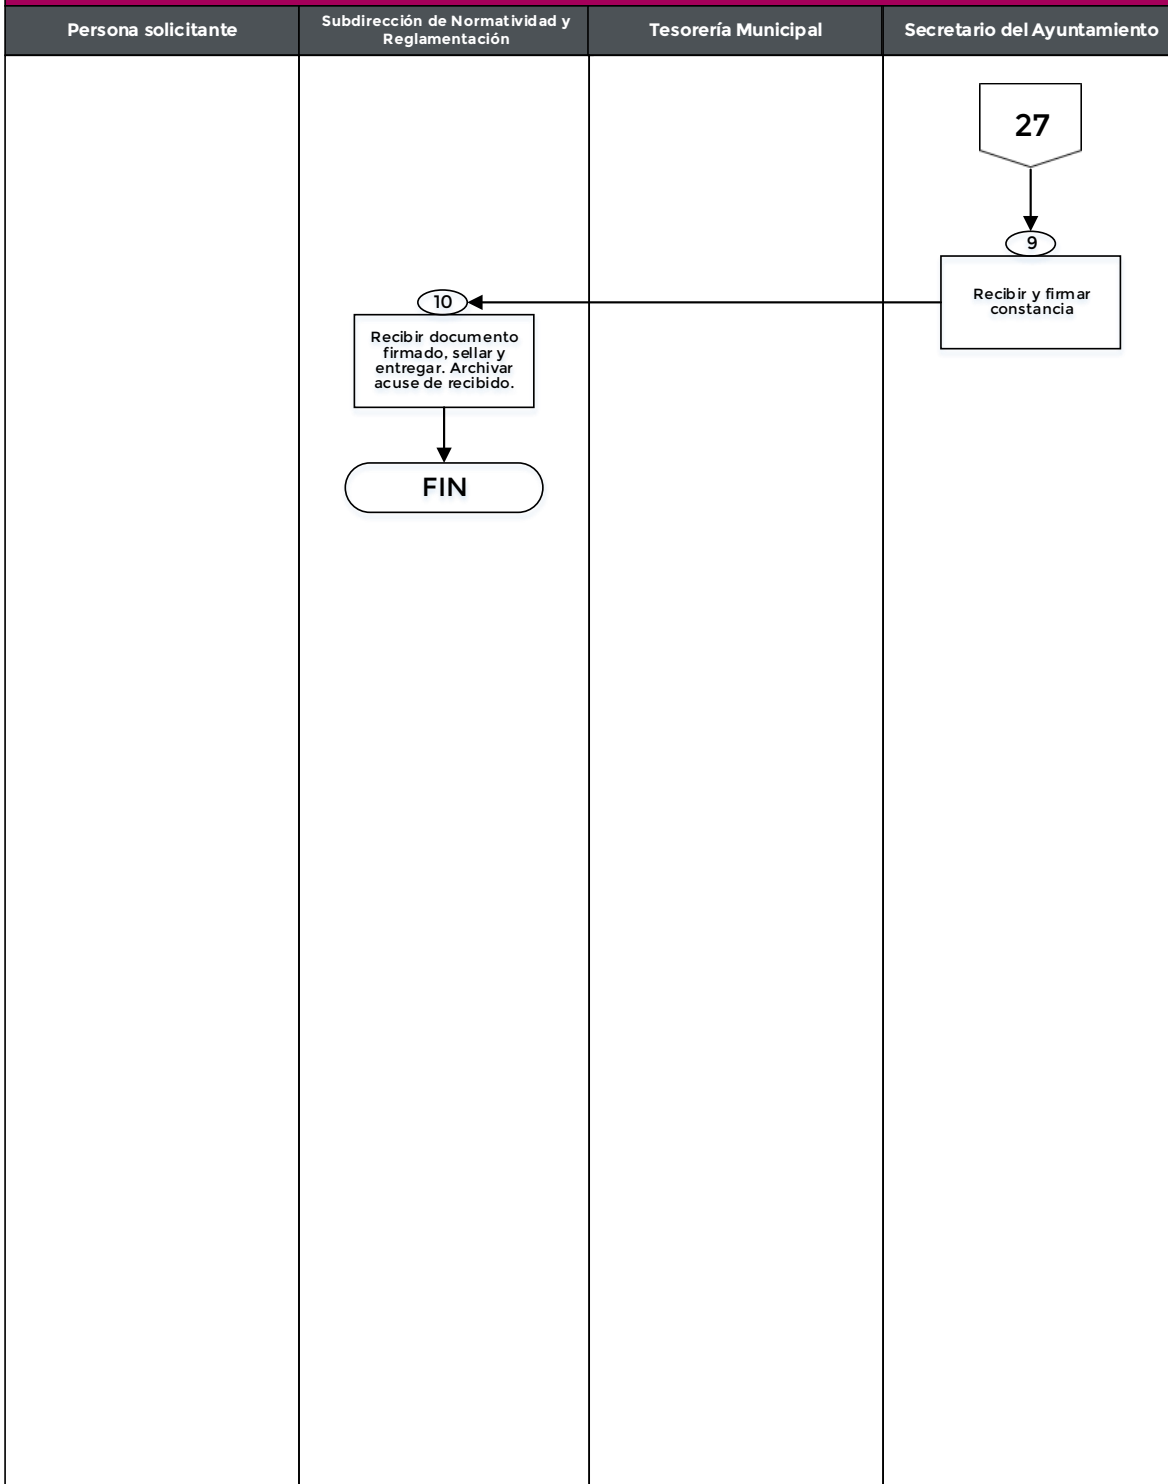 Persona solicitante
Subdirección de Normatividad y
Reglamentación
Tesorería Municipal
Secretario del Ayuntamiento
27
9
Recibir y firmar
constancia
10
Recibir documento
firmado, sellar y
entregar. Archivar
acuse de recibido.
FIN